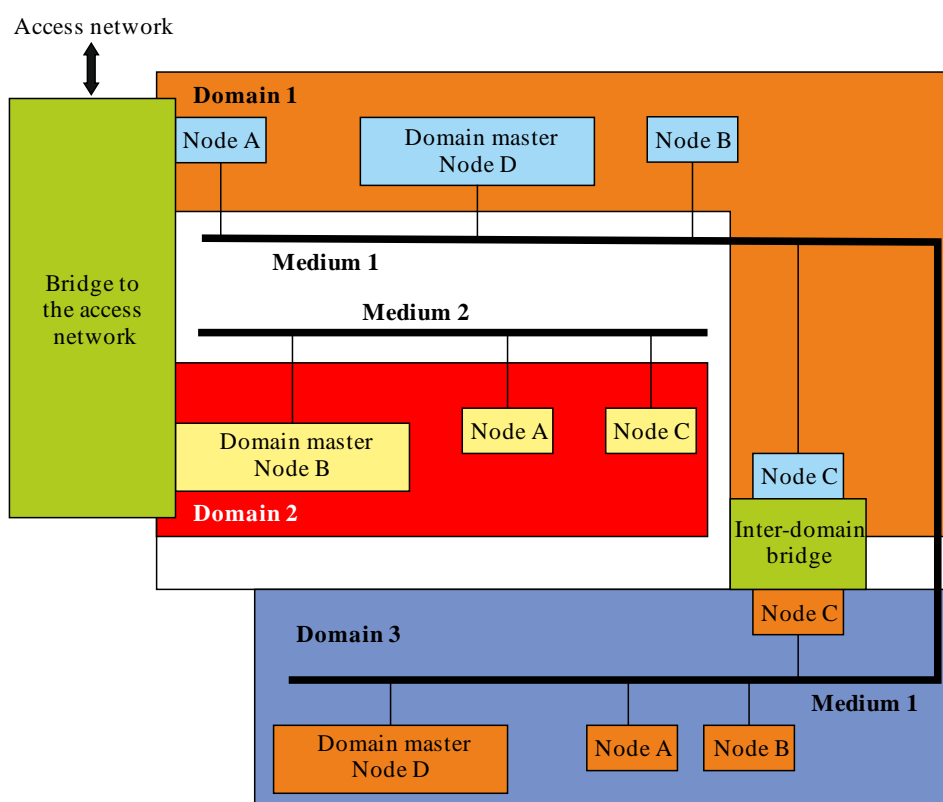 Access network
Domain 1
Node A
Domain master
Node D
Node B
Bridge to
the access
network
Medium 1
Medium 2
Domain master
Node B
Node A
Node C
Domain 2
Node C
Inter-domain
bridge
Node C
Domain 3
Medium 1
Domain master
Node D
Node A
Node B